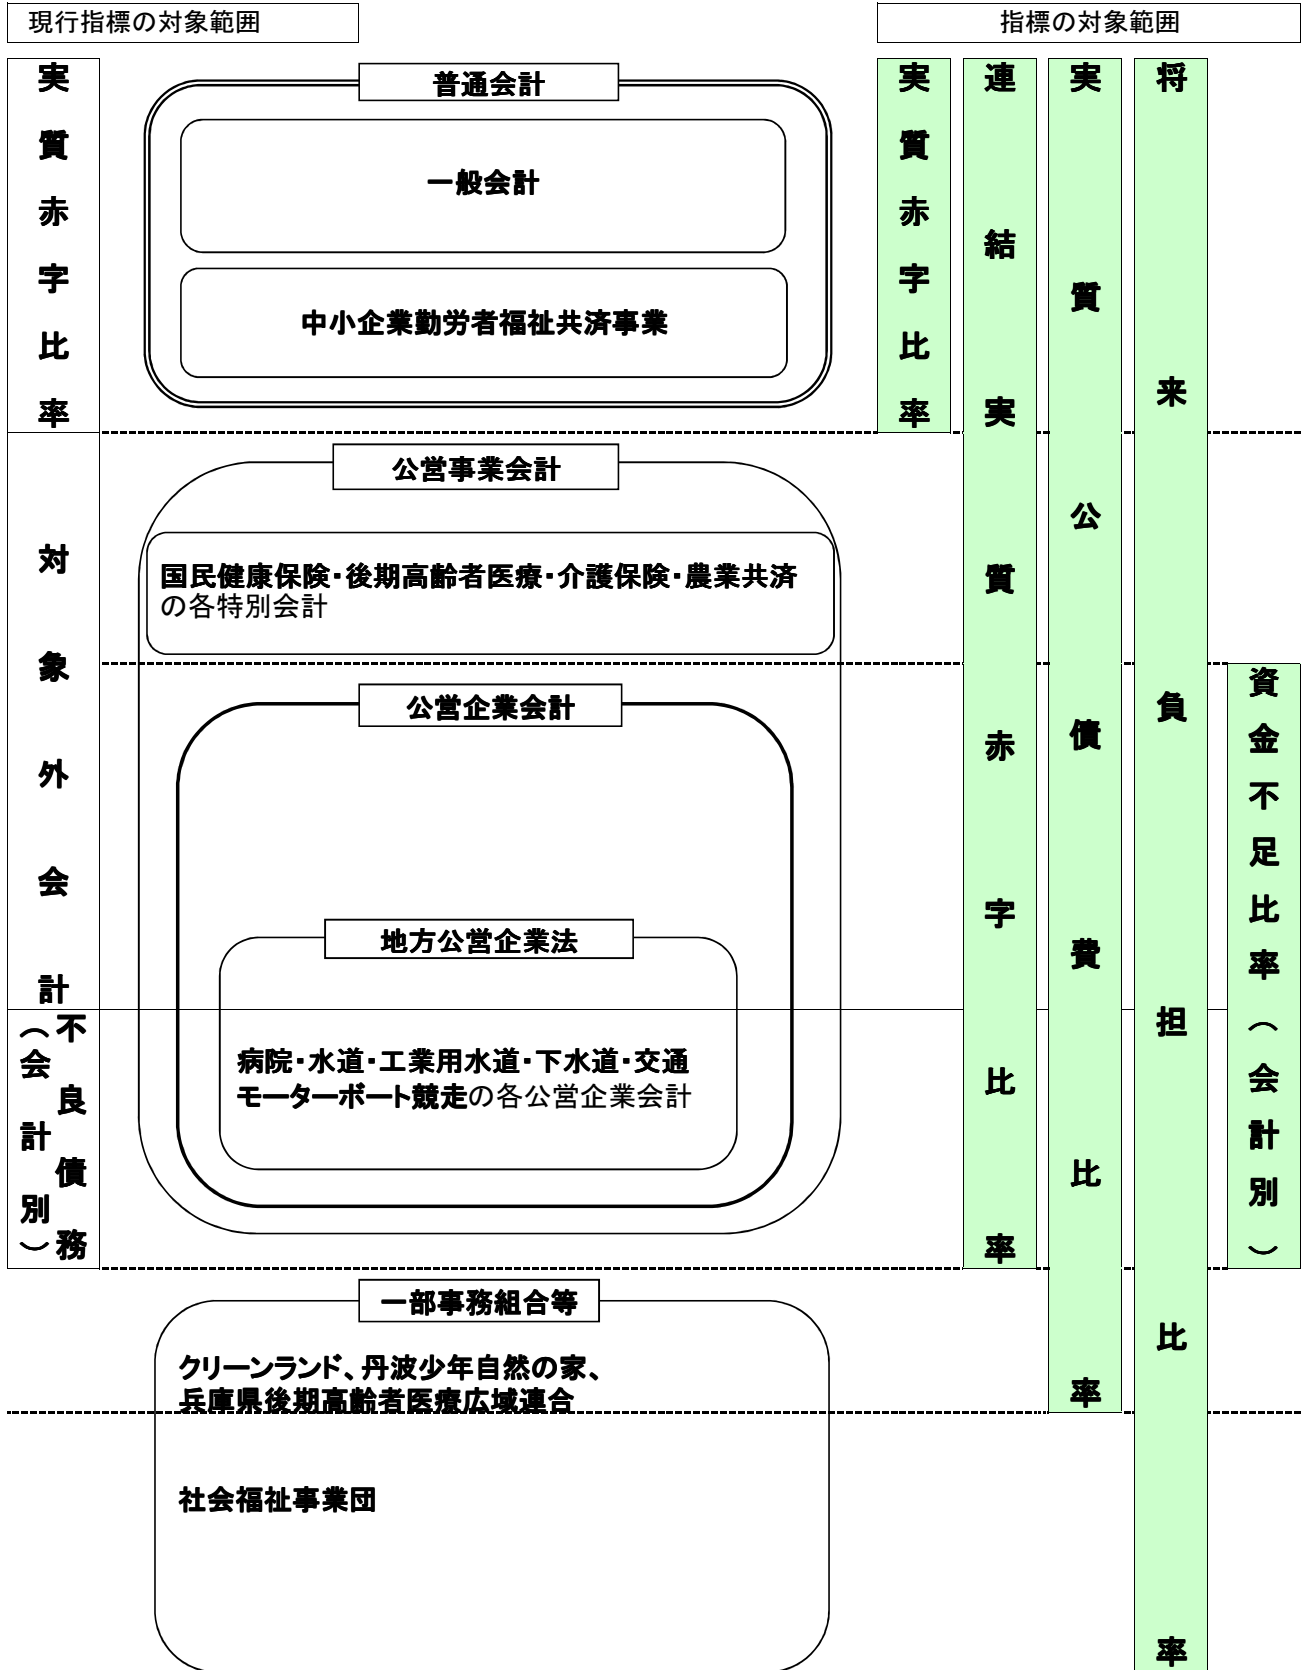 現行指標の対象範囲
指標の対象範囲
実質赤字比率
普通会計
一般会計
中小企業勤労者福祉共済事業
対象外会計
公営事業会計
国民健康保険・後期高齢者医療・介護保険・農業共済
の各特別会計
公営企業会計
地方公営企業法
不良債務
（会計別）
病院・水道・工業用水道・下水道・交通
モーターボート競走の各公営企業会計
一部事務組合等
クリーンランド、丹波少年自然の家、
兵庫県後期高齢者医療広域連合
社会福祉事業団
実質赤字比率
連結実質赤字比率
実質公債費比率
将来負担比率
資金不足比率（会計別）